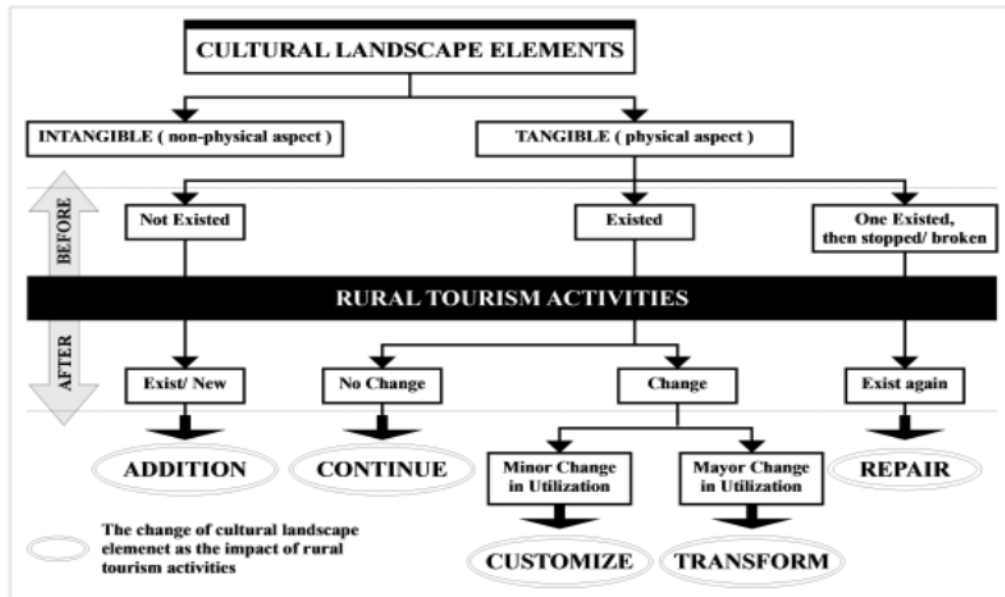 CULTURAL LANDSCAPE ELEMENTS
INTANGIBLE ( non-physical aspect )
TANGIBLE ( physical aspect )
BEFORE
Not Existed
Existed
One Existed,
then stopped/ broken
RURAL TOURISM ACTIVITIES
AFTER
Exist/ New
No Change
Change
Exist again
ADDITION
CONTINUE
Minor Change
in Utilization
Mayor Change
in Utilization
REPAIR
The change of cultural landscape
elemenet as the impact of rural
tourism activities
CUSTOMIZE
TRANSFORM